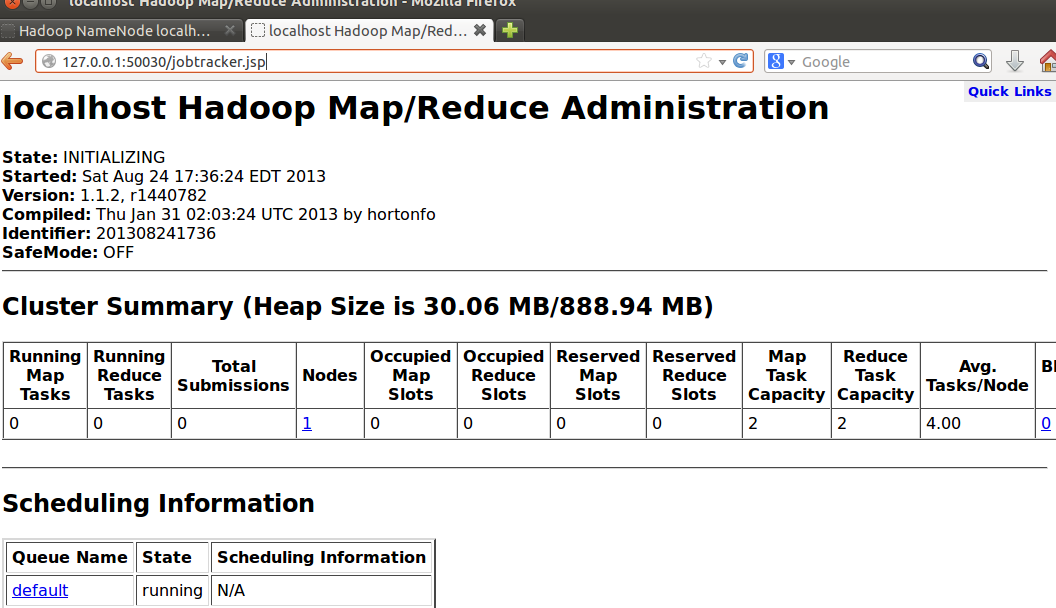 localhost Hadoop Map/Reduce Administration - Mozilla Firefox
Hadoop NameNode localh...
localhost Hadoop Map/Red...
127.0.0.1:50030/jobtracker.jsp
Google
Quick Links
localhost Hadoop Map/Reduce Administration
State: INITIALIZING
Started: Sat Aug 24 17:36:24 EDT 2013
Version: 1.1.2, r1440782
Compiled: Thu Jan 31 02:03:24 UTC 2013 by hortonfo
Identifier: 201308241736
SafeMode: OFF
Cluster Summary (Heap Size is 30.06 MB/888.94 MB)
Running Map Tasks Running Reduce Tasks Total Submissions Nodes Occupied Map Slots Occupied Reduce Slots Reserved Map Slots Reserved Reduce Slots Map Task Capacity Reduce Task Capacity Avg. Tasks/Node
0 0 0 1 0 0 0 0 2 2 4.00 0
Scheduling Information
Queue Name State Scheduling Information
default running N/A